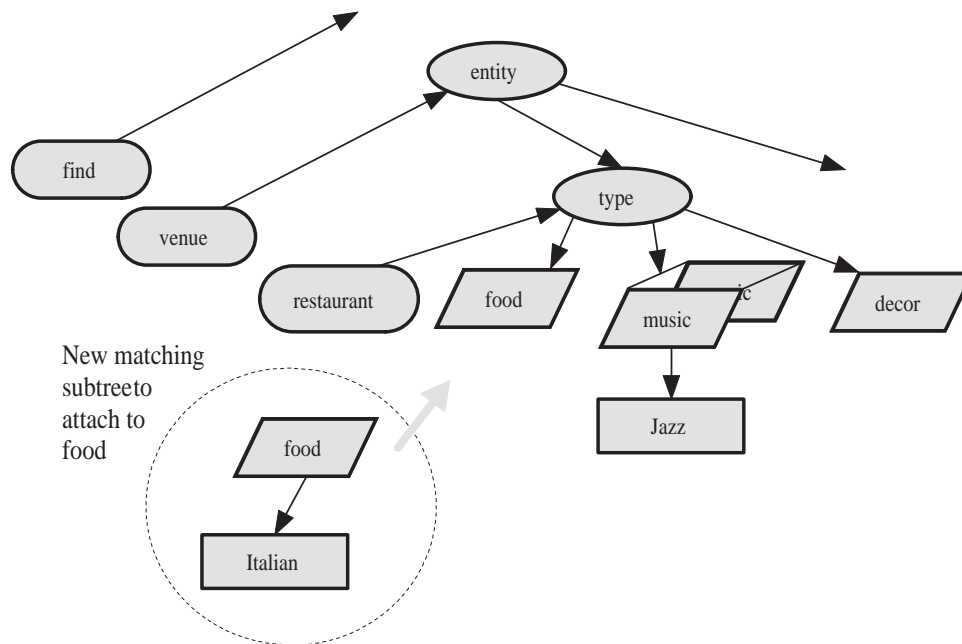 entity
find
type
venue
restaurant
food
music
decor
New matching
subtreeto
attach to
food
Jazz
food
Italian